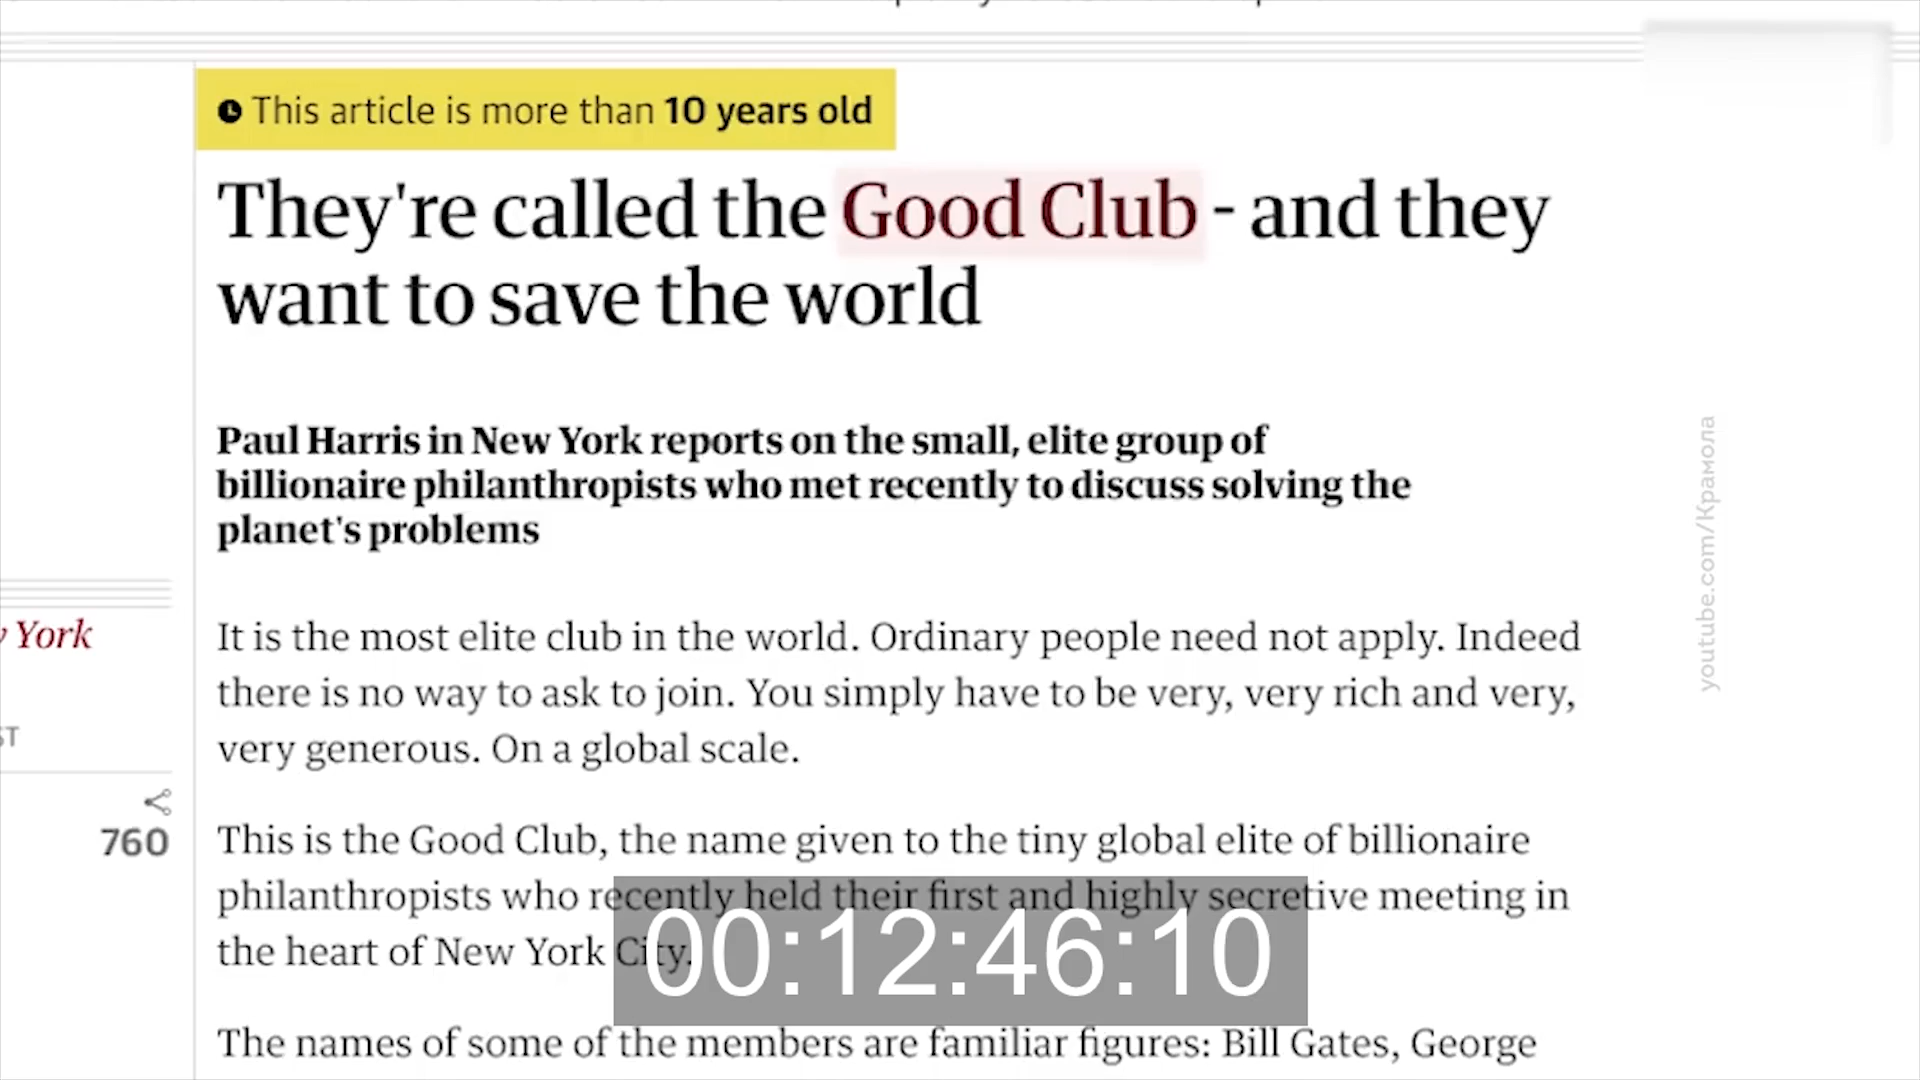 This article is more than 10 years old
They're called the Good Club - and they
want to save the world
Paul Harris in New York reports on the small, elite group of
billionaire philanthropists who met recently to discuss solving the
planet's problems
York
ST
760
It is the most elite club in the world. Ordinary people need not apply. Indeed
there is no way to ask to join. You simply have to be very, very rich and very,
very generous. On a global scale.
This is the Good Club, the name given to the tiny global elite of billionaire
philanthropists who recently held their first and highly secretive meeting in
the heart of New York City.
The names of some of the members are familiar figures: Bill Gates, George
00:12:46:10
youtube.com/Крамола